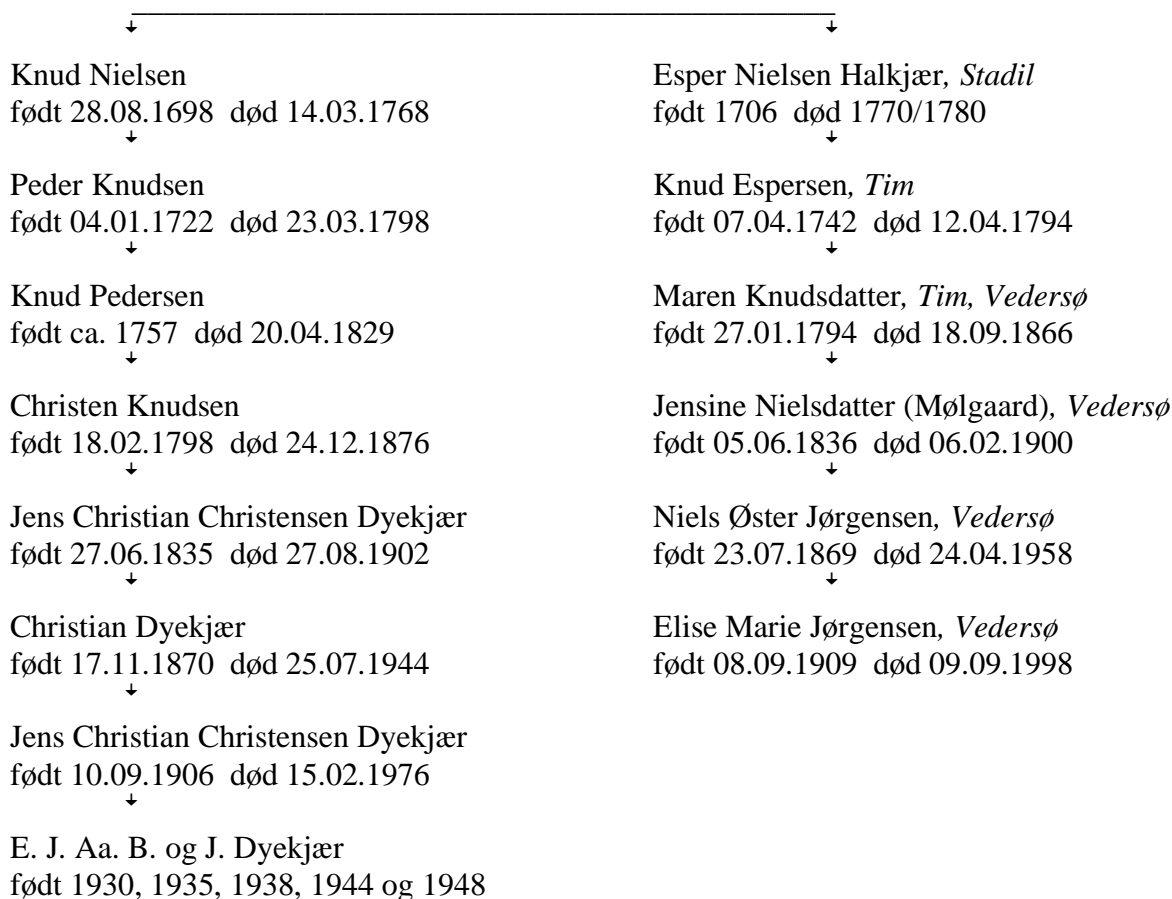 Knud Nielsen
født 28.08.1698 død 14.03.1768
Peder Knudsen
født 04.01.1722 død 23.03.1798
Knud Pedersen
født ca. 1757 død 20.04.1829
Christen Knudsen
født 18.02.1798 død 24.12.1876
Jens Christian Christensen Dyekjær
født 27.06.1835 død 27.08.1902
Christian Dyekjær
født 17.11.1870 død 25.07.1944
Jens Christian Christensen Dyekjær
født 10.09.1906 død 15.02.1976
E. J. Aa. B. og J. Dyekjær
født 1930, 1935, 1938, 1944 og 1948
Esper Nielsen Halkjær, Stadil
født 1706 død 1770/1780
Knud Espersen, Tim
født 07.04.1742 død 12.04.1794
Maren Knudsdatter, Tim, Vedersø
født 27.01.1794 død 18.09.1866
Jensine Nielsdatter (Mølgaard), Vedersø
født 05.06.1836 død 06.02.1900
Niels Øster Jørgensen, Vedersø
født 23.07.1869 død 24.04.1958
Elise Marie Jørgensen, Vedersø
født 08.09.1909 død 09.09.1998